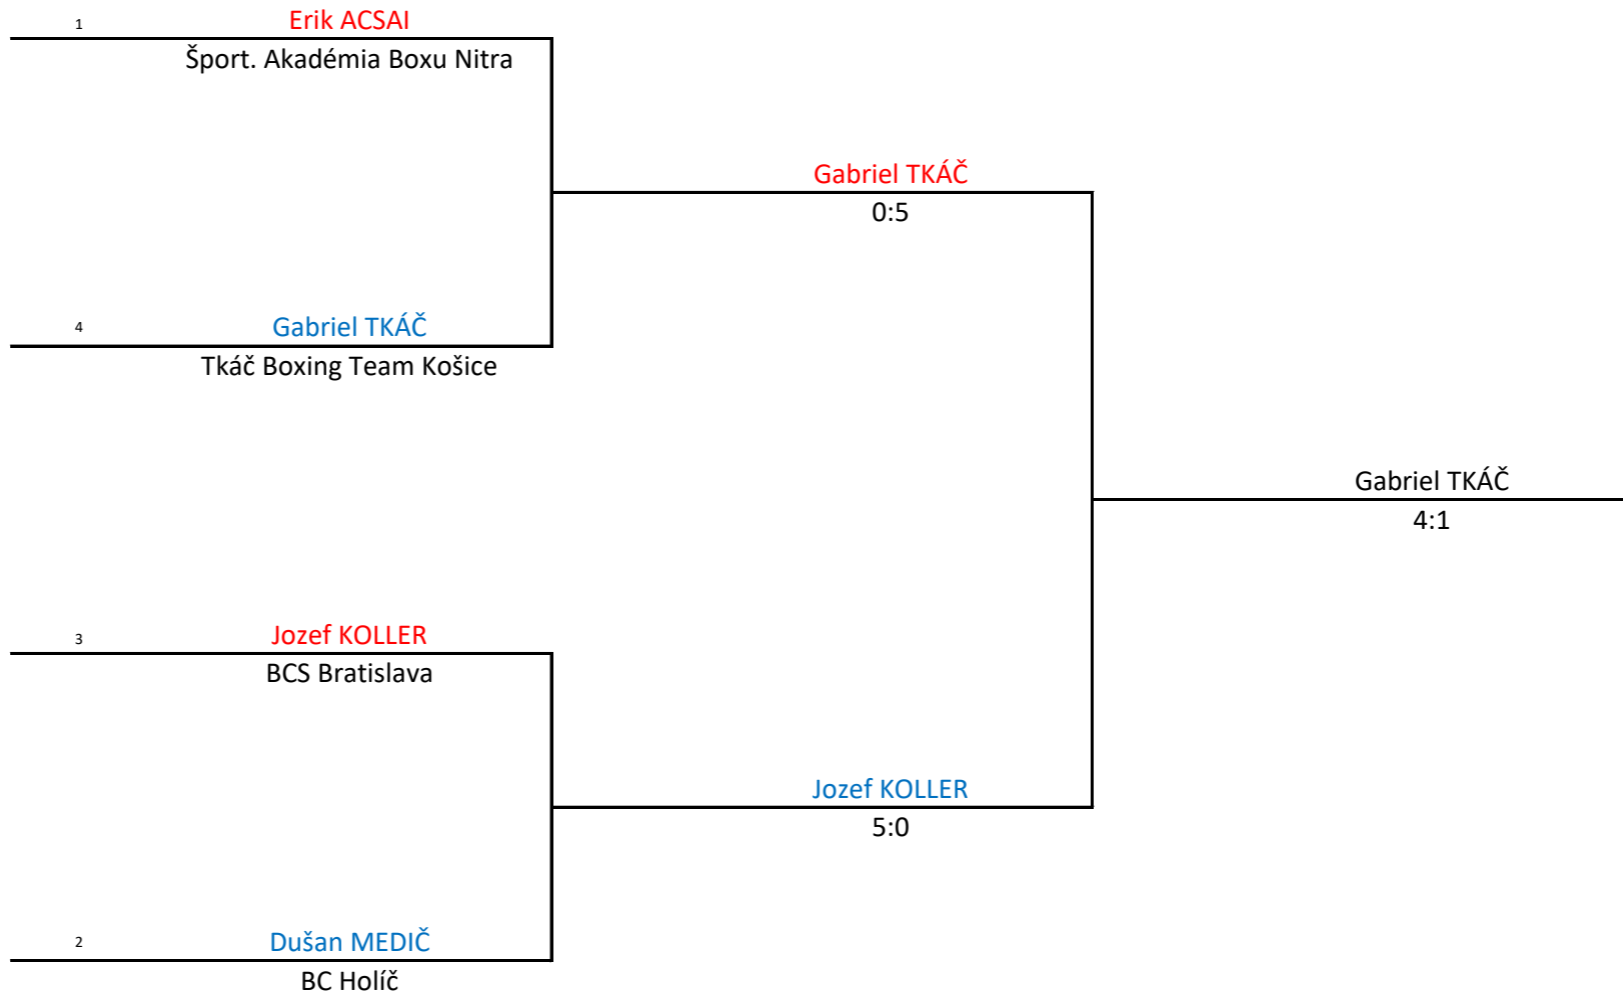 1
Erik ACSAI
Šport. Akadémia Boxu Nitra
Gabriel TKÁČ
0:5
4
Gabriel TKÁČ
Tkáč Boxing Team Košice
Gabriel TKÁČ
4:1
3
Jozef KOLLER
BCS Bratislava
Jozef KOLLER
5:0
2
Dušan MEDIČ
BC Holíč